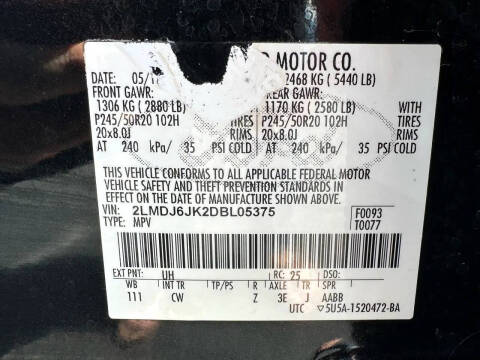 D MOTOR CO.
DATE: 05/1 2468 KG ( 5440 LB)
FRONT GAWR: REAR GAWR:
1306 KG ( 2880 LB) 1170 KG ( 2580 LB) WITH
P245/50R20 102H TIRES P245/50R20 102H TIRES
20x8.0J RIMS 20x8.0J RIMS
AT 240 kPa/ 35 PSI COLD AT 240 kPa/ 35 PSI COLD
THIS VEHICLE CONFORMS TO ALL APPLICABLE FEDERAL MOTOR
VEHICLE SAFETY AND THEFT PREVENTION STANDARDS IN
EFFECT ON THE DATE OF MANUFACTURE SHOWN ABOVE.
VIN: 2LMDJ6JK2DBL05375 F0093
TYPE: MPV T0077
EXT PNT: UH RC: 25
WB INT TR TP/PS R AXLE TR SPR
111 CW Z 3E J AABB
UTC ▽5U5A-1520472-BA